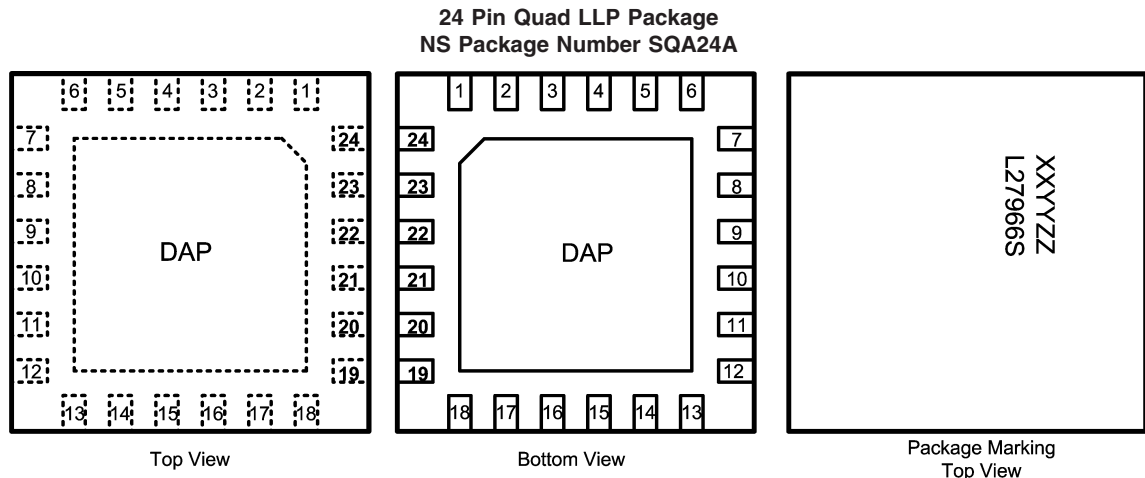 24 Pin Quad LLP Package
NS Package Number SQA24A
6 5 4 3 2 1
7
8
9
10
11
12
24
23
22
21
20
19
DAP
13 14 15 16 17 18
Top View
1 2 3 4 5 6
24
23
22
21
20
19
7
8
9
10
11
12
DAP
18 17 16 15 14 13
Bottom View
XXYYZZ
L27966S
Package Marking
Top View